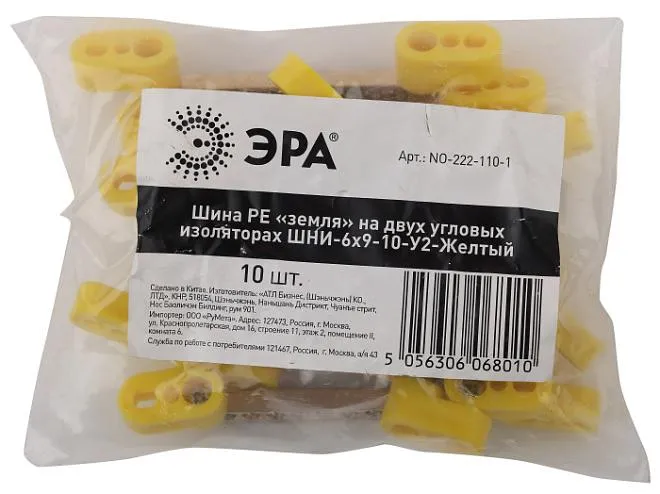 ЭРА®
Арт.: NO-222-110-1
Шина PE «земля» на двух угловых
изоляторах ШНИ-6х9-10-У2-Желтый
10 шт.
Сделано в Китае. Изготовитель: «АТЛ Бизнес, (Шэньчжэнь) КО.,
ЛТД», КНР, 518054, Шэньчжэнь, Наньшань Дистрикт, Чуанъе стрит,
Нос Баоличэн Билдинг, рум 901.
Импортер: ООО «РуМета». Адрес: 127473, Россия, г. Москва,
ул. Краснопролетарская, дом 16, строение 11, этаж 2, помещение II,
комната 6.
Служба по работе с потребителями 121467, Россия, г. Москва, а/я 43
5 056306 068010